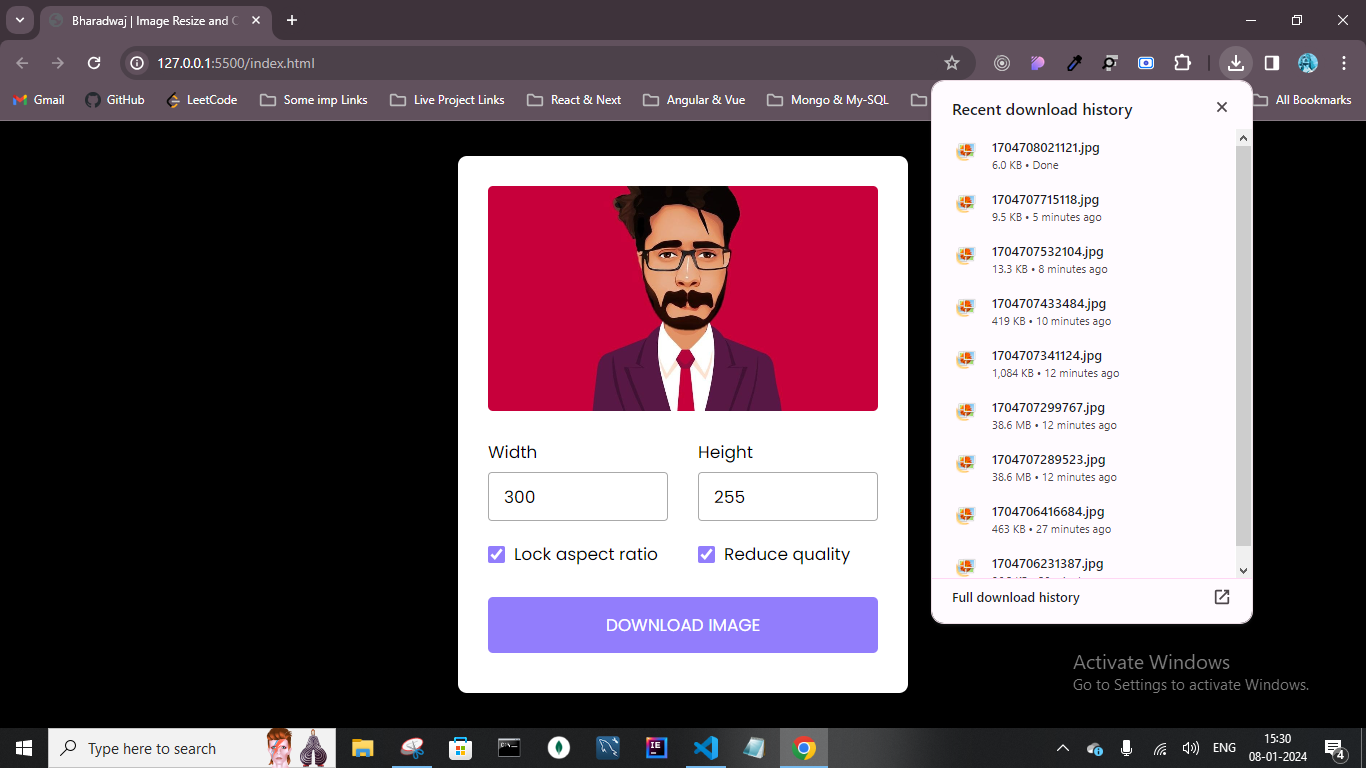 Bharadwaj | Image Resize and C
127.0.0.1:5500/index.html
Gmail
GitHub
LeetCode
Some imp Links
Live Project Links
React & Next
Angular & Vue
Mongo & My-SQL
All Bookmarks
Recent download history
1704708021121.jpg
6.0 KB • Done
1704707715118.jpg
9.5 KB • 5 minutes ago
1704707532104.jpg
13.3 KB • 8 minutes ago
1704707433484.jpg
419 KB • 10 minutes ago
1704707341124.jpg
1,084 KB • 12 minutes ago
1704707299767.jpg
38.6 MB • 12 minutes ago
1704707289523.jpg
38.6 MB • 12 minutes ago
1704706416684.jpg
463 KB • 27 minutes ago
1704706231387.jpg
Full download history
Width
Height
300
255
Lock aspect ratio
Reduce quality
DOWNLOAD IMAGE
Activate Windows
Go to Settings to activate Windows.
Type here to search
ENG
15:30
08-01-2024
4